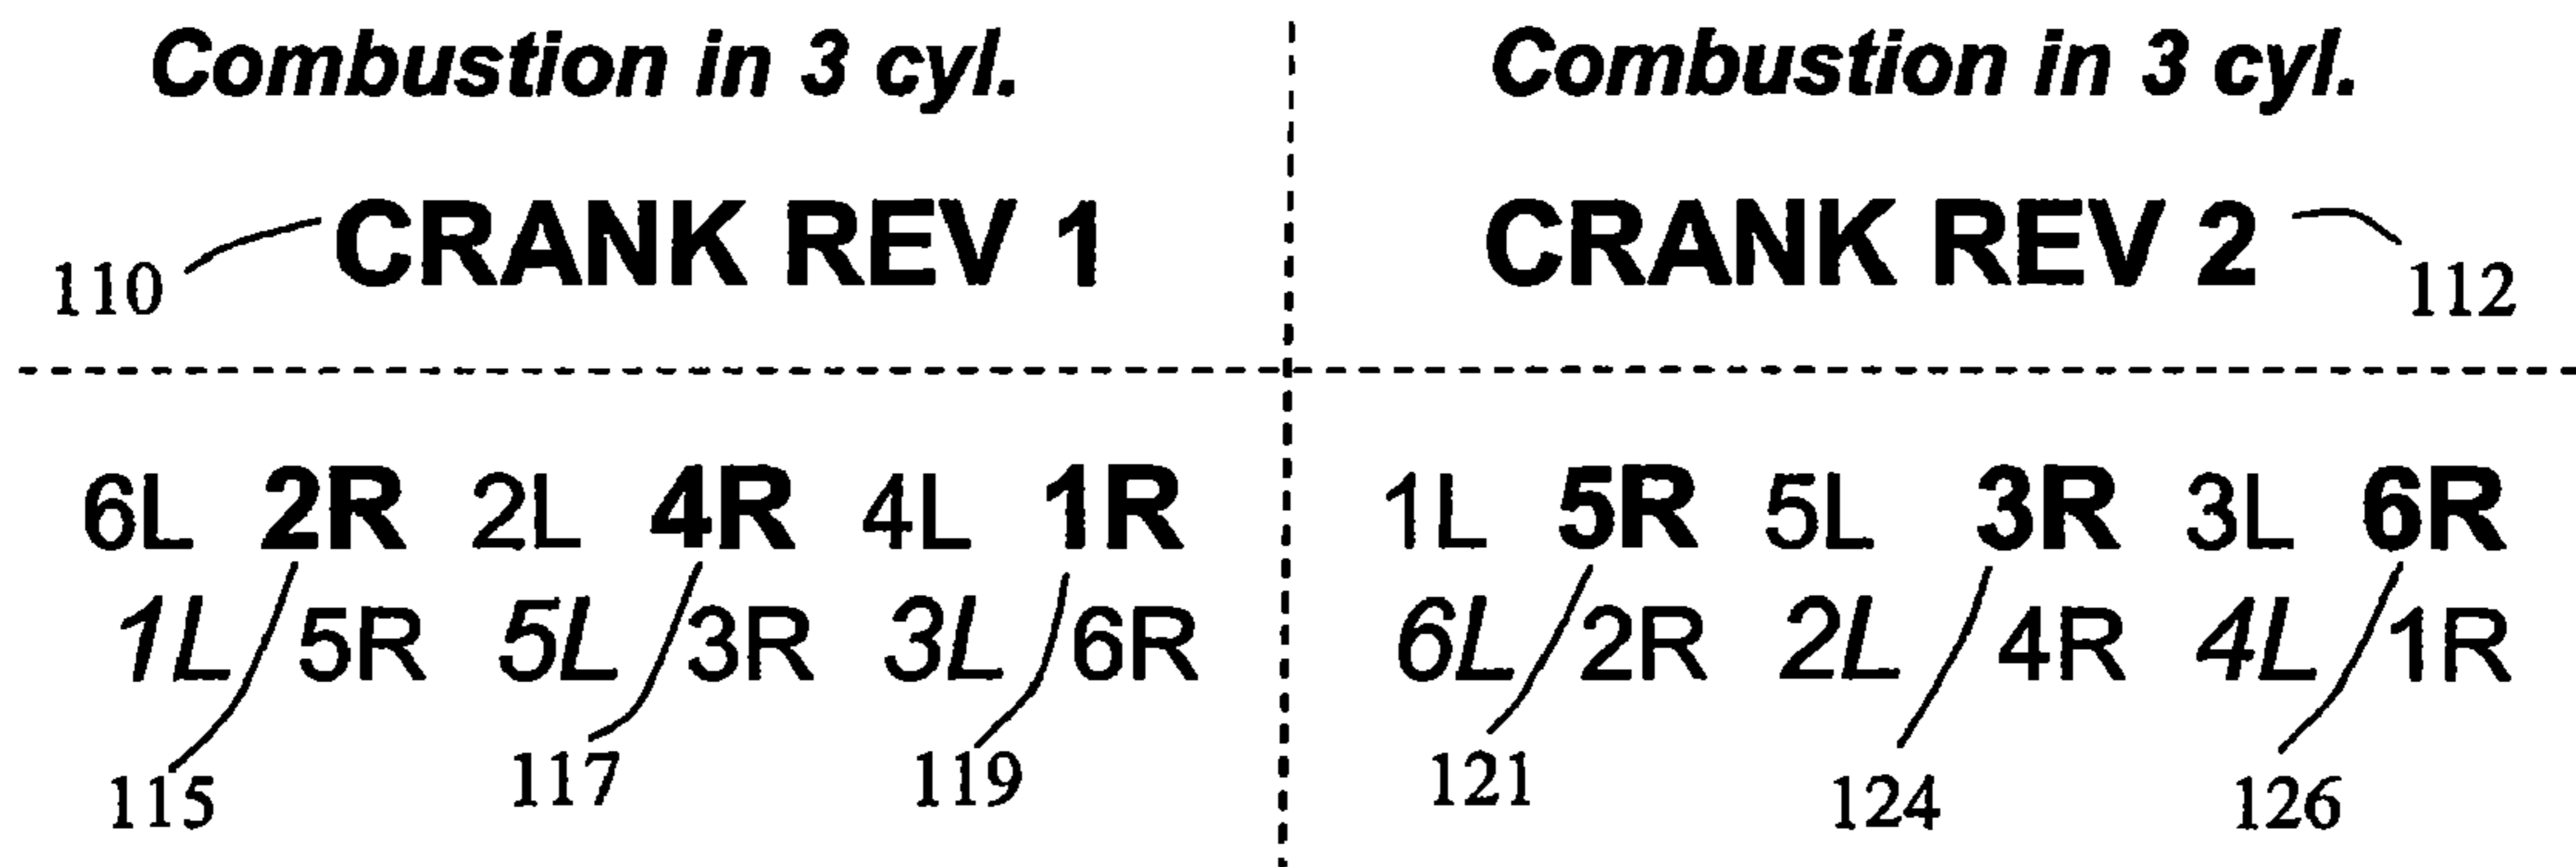 Combustion in 3 cyl.
CRANK REV 1
110
6L 2R 2L 4R 4L 1R
1L 5R 5L 3R 3L 6R
115 117 119
Combustion in 3 cyl.
CRANK REV 2
112
1L 5R 5L 3R 3L 6R
6L 2R 2L 4R 4L 1R
121 124 126